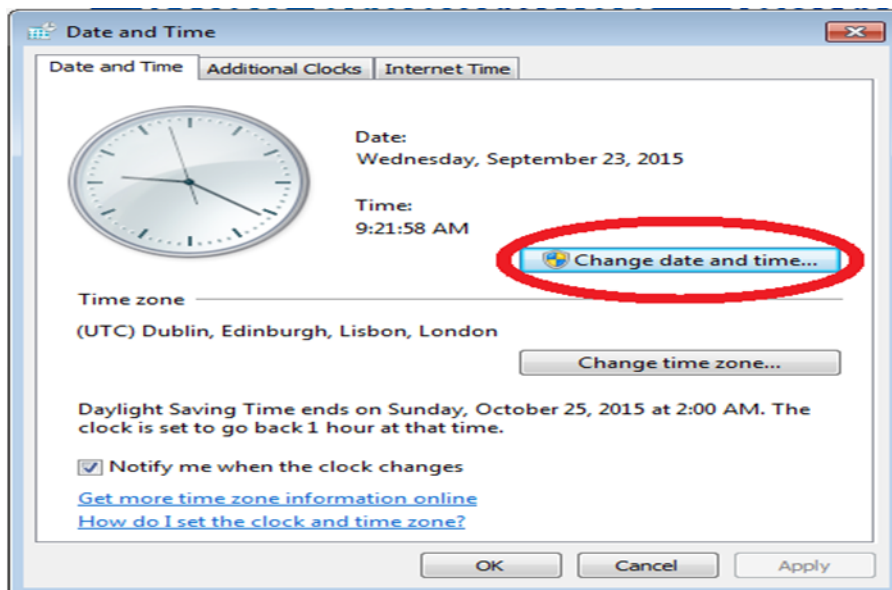 Date and Time
Date and Time
Additional Clocks
Internet Time
Date:
Wednesday, September 23, 2015
Time:
9:21:58 AM
Change date and time...
Time zone
(UTC) Dublin, Edinburgh, Lisbon, London
Change time zone...
Daylight Saving Time ends on Sunday, October 25, 2015 at 2:00 AM. The
clock is set to go back 1 hour at that time.
Notify me when the clock changes
Get more time zone information online
How do I set the clock and time zone?
OK
Cancel
Apply